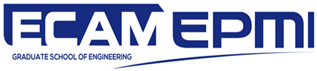 ECAM EPMI
GRADUATE SCHOOL OF ENGINEERING